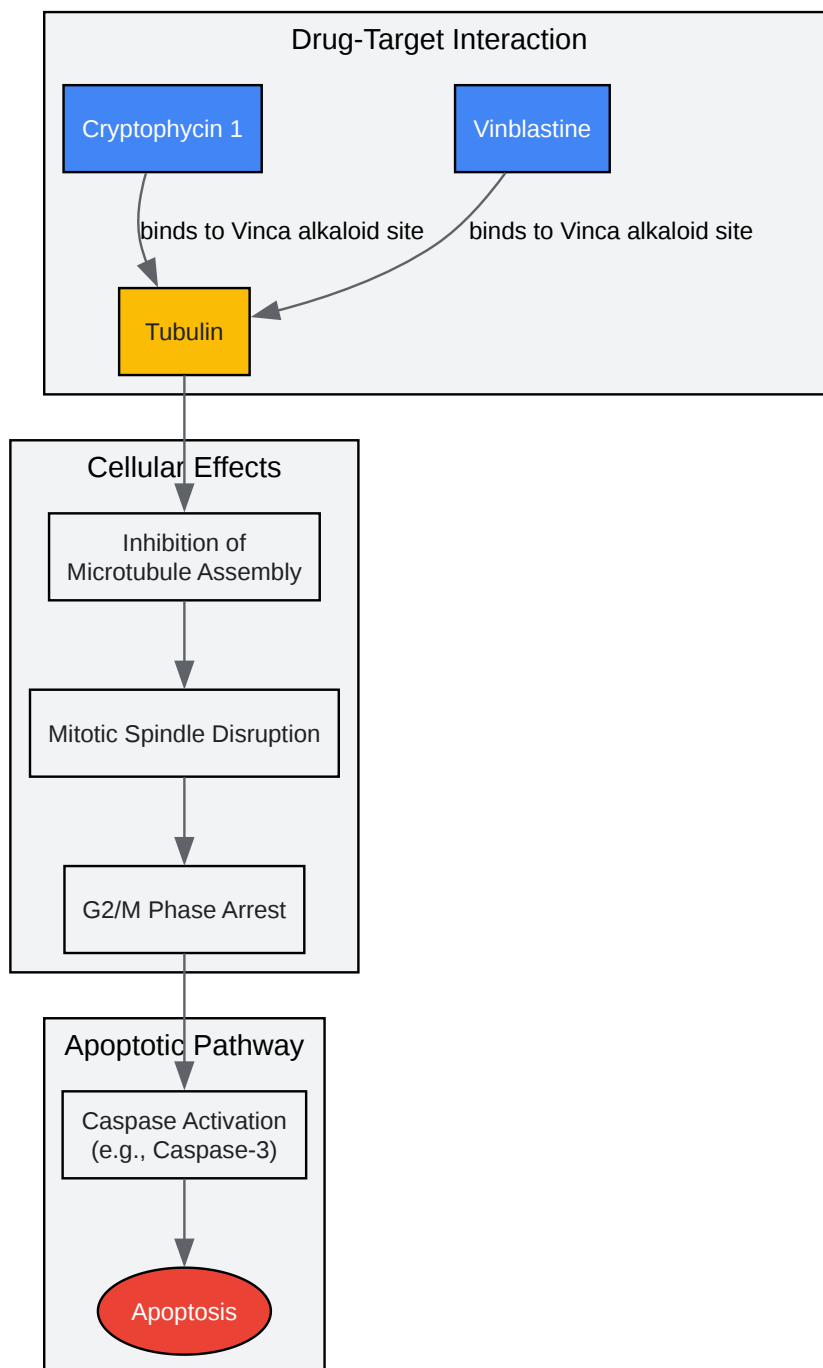 Drug-Target Interaction
Cryptophycin 1
Vinblastine
binds to Vinca alkaloid site
binds to Vinca alkaloid site
Tubulin
Cellular Effects
Inhibition of
Microtubule Assembly
Mitotic Spindle Disruption
G2/M Phase Arrest
Apoptotic Pathway
Caspase Activation
(e.g., Caspase-3)
Apoptosis